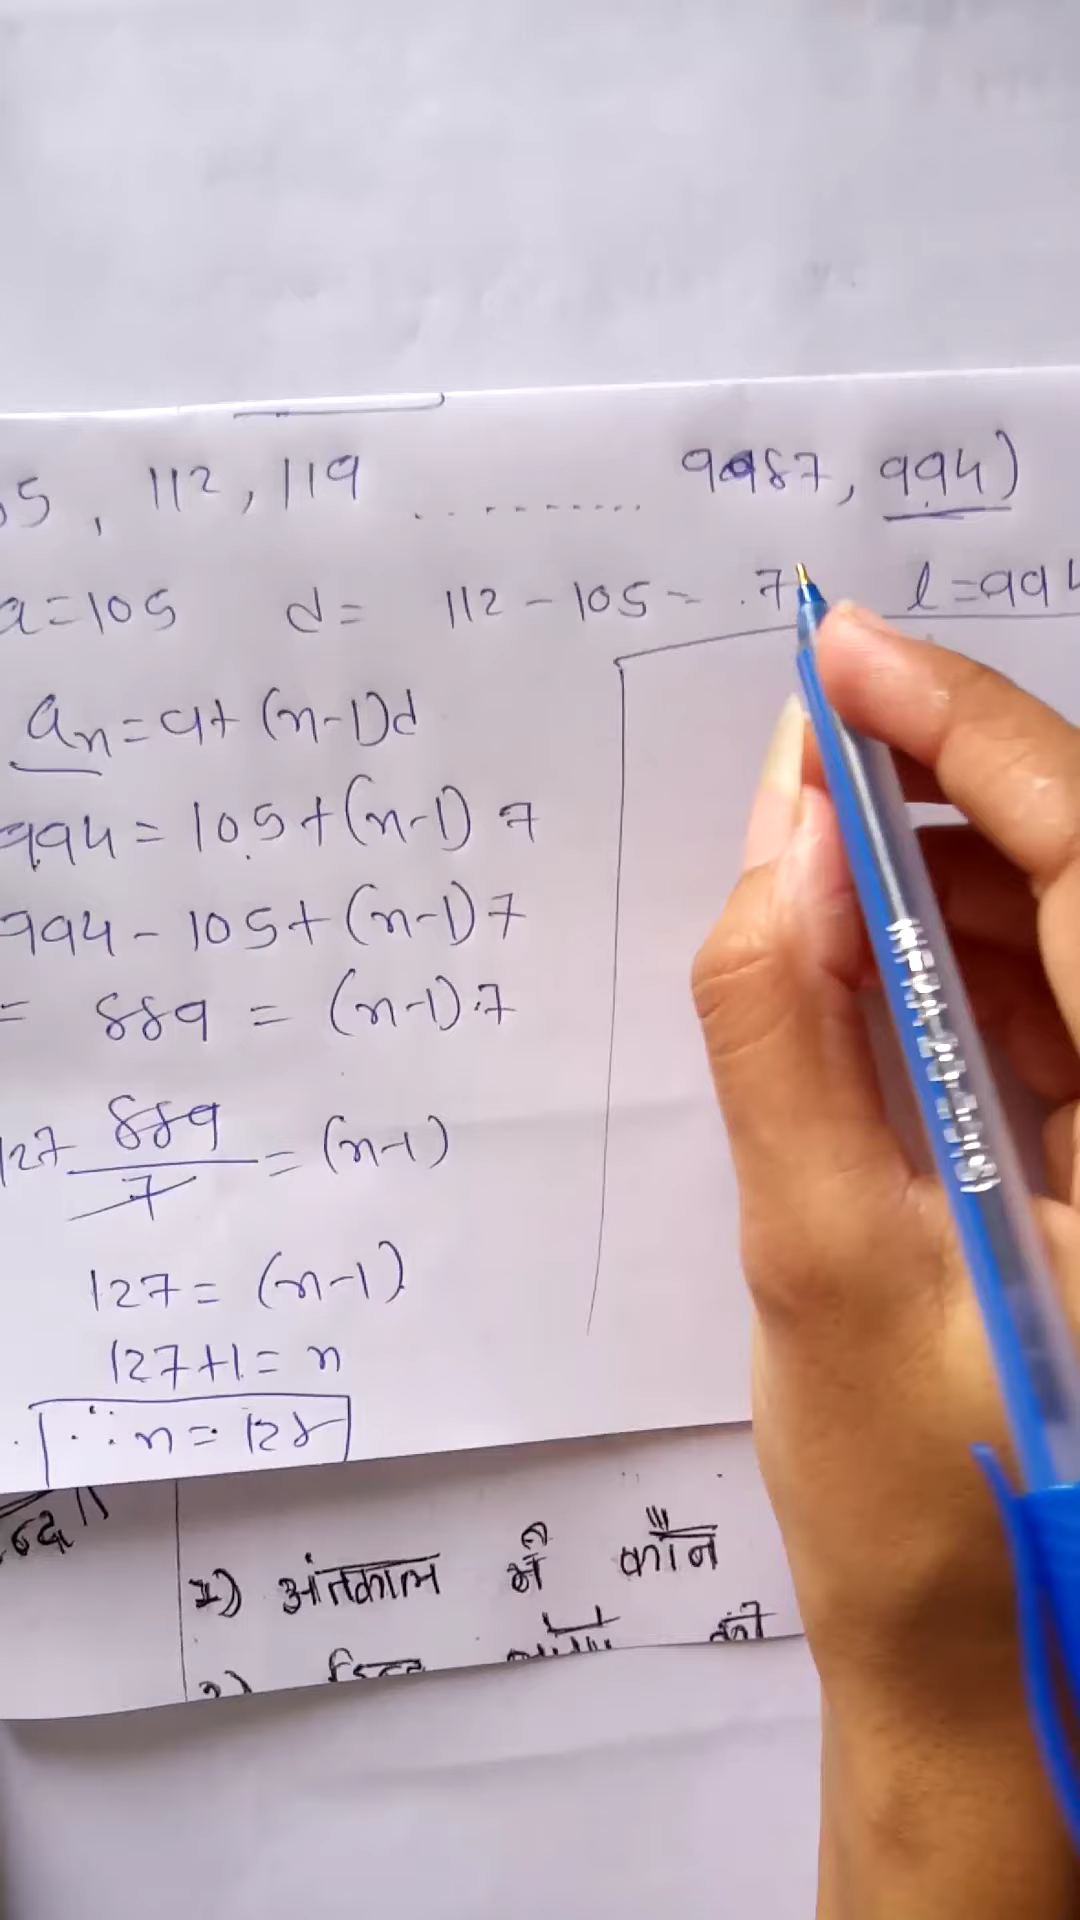 5, 112, 119 .......... 987, 994)
a=105 d= 112-105= 7 l=994
an=a+(n-1)d
994=105+(n-1)7
994-105+(n-1)7
= 889=(n-1).7
127 889/7=(n-1)
127=(n-1)
127+1=n
∴n=128
1) अंतकाल में कौन
2) की